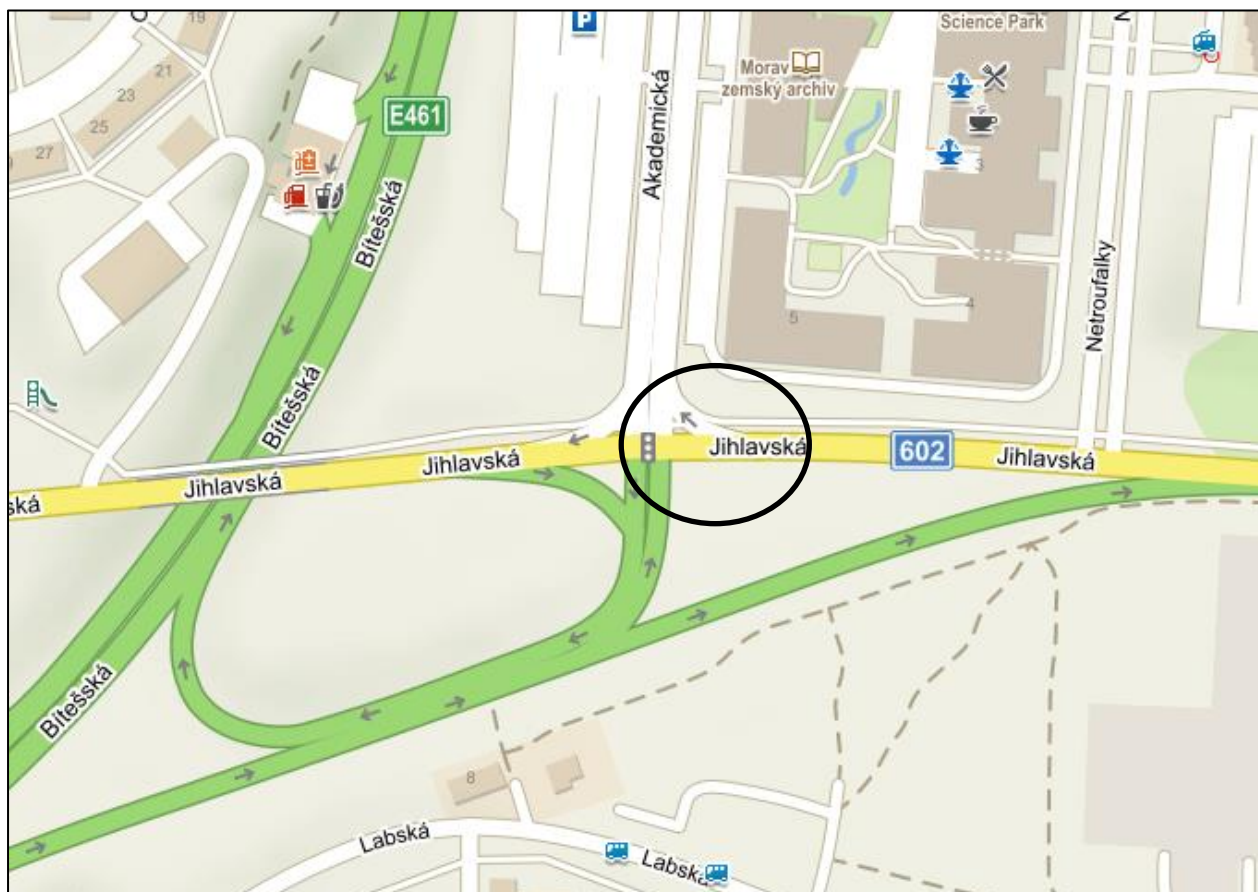 19
21
23
25
27
P
Science Park
Morav
zemský archiv
E461
Akademická
Bítešská
3
4
5
Netroufalky
Bítešská
Bítešská
Jihlavská
602
Jihlavská
Jihlavská
Jihlavská
ská
Bítešská
8
Labská
Labská